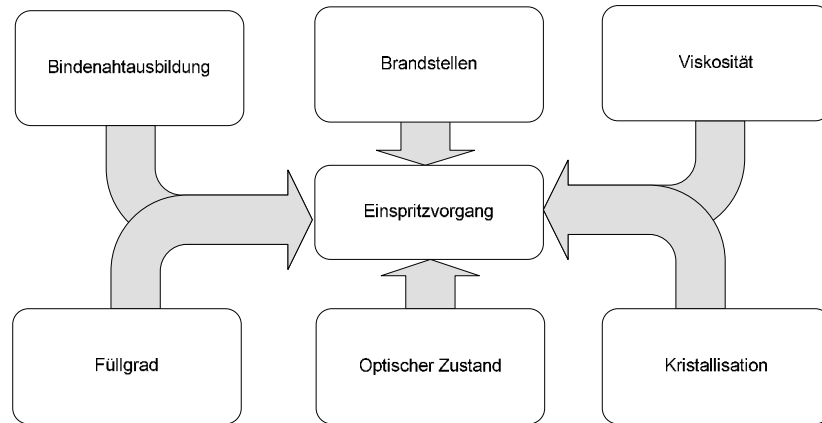 Bindenahtausbildung
Brandstellen
Viskosität
Einspritzvorgang
Füllgrad
Optischer Zustand
Kristallisation